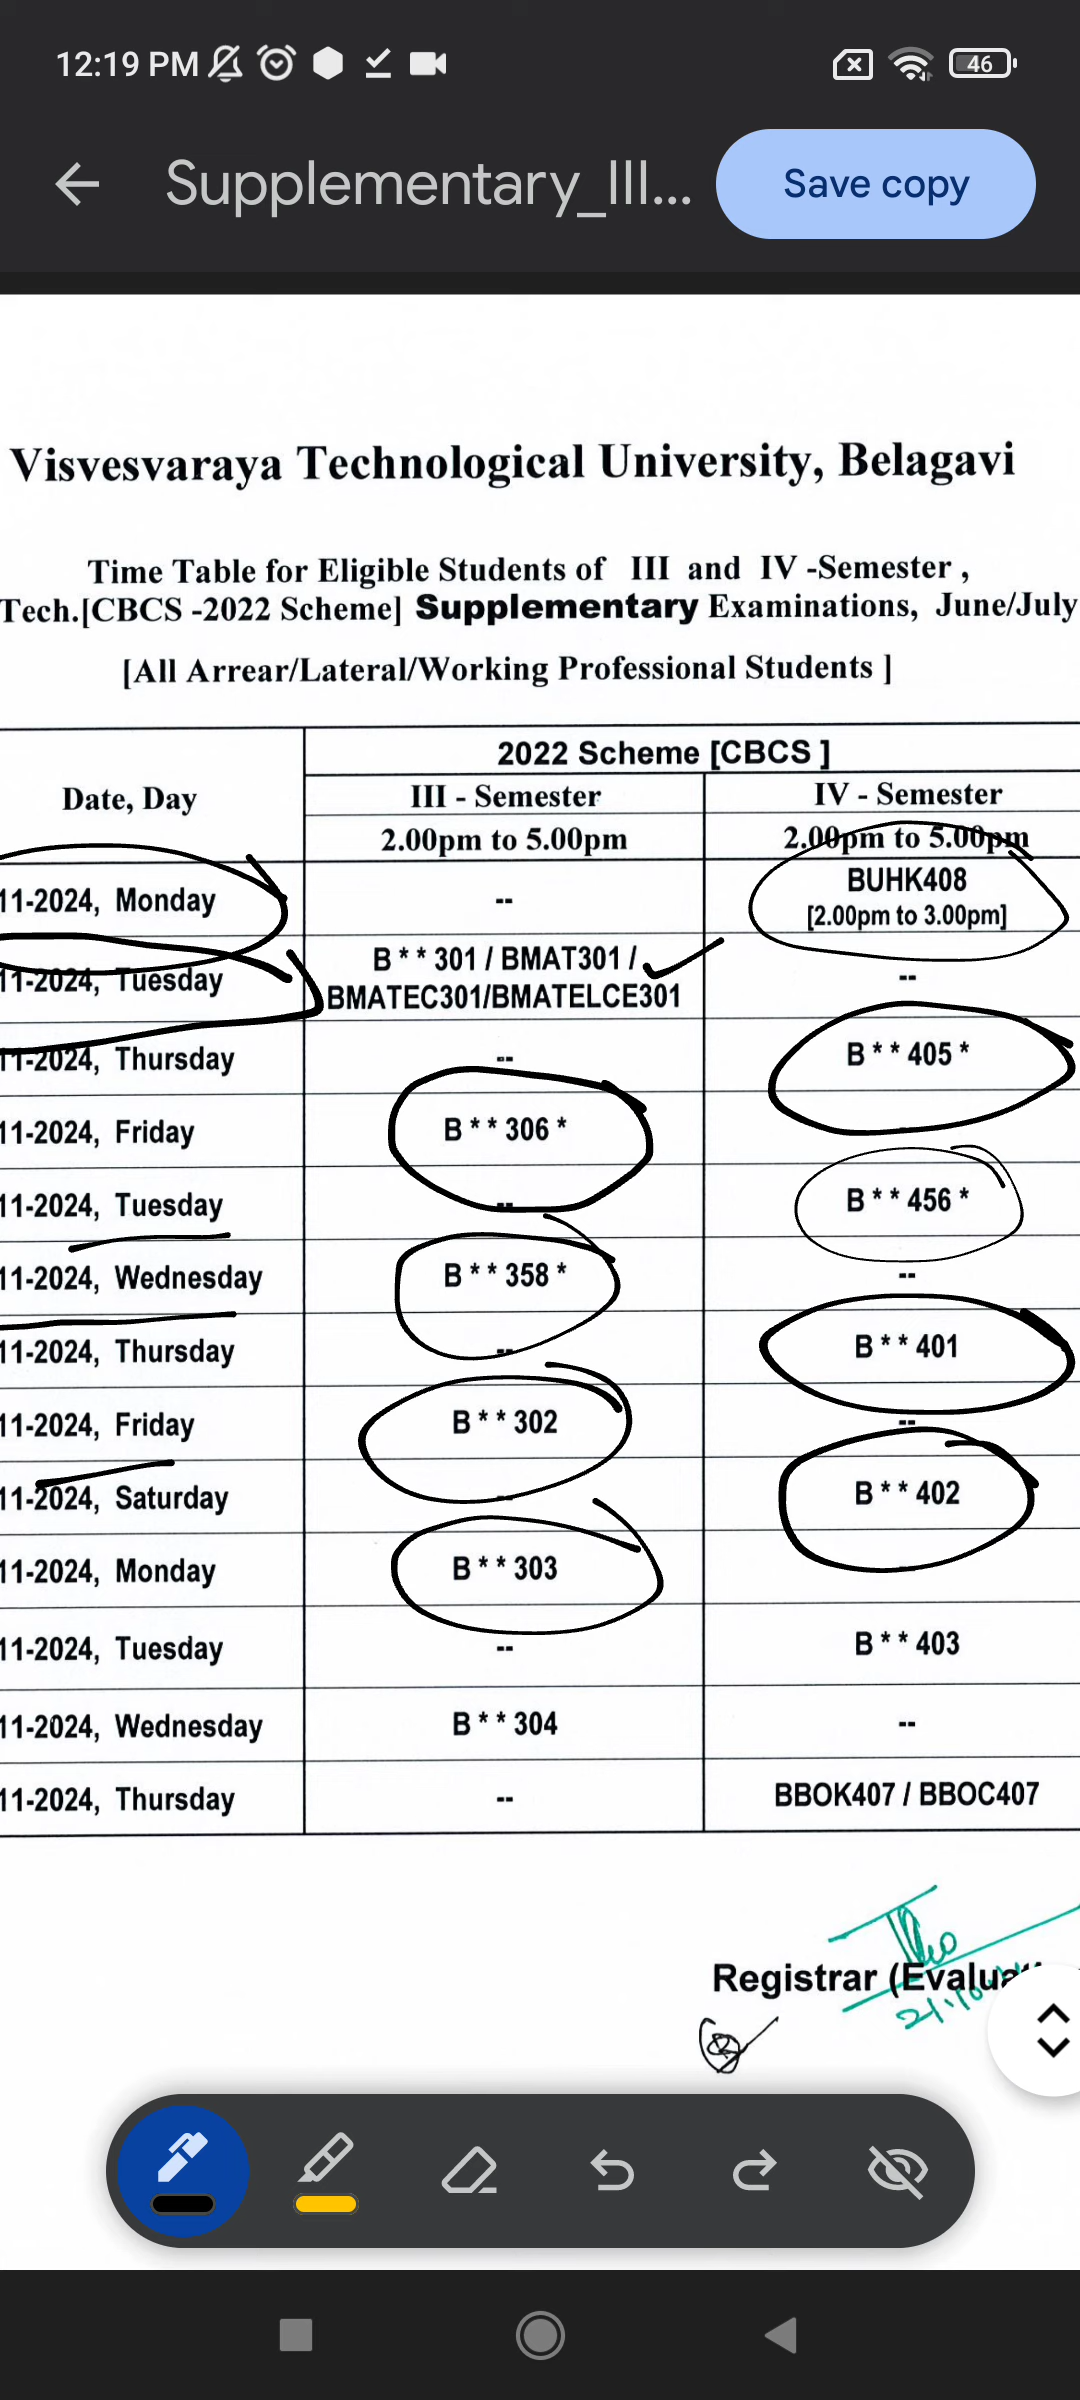 12:19 PM
46
Supplementary_III...
Save copy
Visvesvaraya Technological University, Belagavi
Time Table for Eligible Students of III and IV -Semester ,
Tech.[CBCS -2022 Scheme] Supplementary Examinations, June/July
[All Arrear/Lateral/Working Professional Students ]
Date, Day
2022 Scheme [CBCS ]
III - Semester IV - Semester
2.00pm to 5.00pm 2.00pm to 5.00pm
11-2024, Monday -- BUHK408
[2.00pm to 3.00pm]
11-2024, Tuesday B * * 301 / BMAT301 / --
BMATEC301/BMATELCE301
11-2024, Thursday -- B * * 405 *
11-2024, Friday B * * 306 *
11-2024, Tuesday -- B * * 456 *
11-2024, Wednesday B * * 358 * --
11-2024, Thursday -- B * * 401
11-2024, Friday B * * 302 --
11-2024, Saturday -- B * * 402
11-2024, Monday B * * 303
11-2024, Tuesday -- B * * 403
11-2024, Wednesday B * * 304 --
11-2024, Thursday -- BBOK407 / BBOC407
Registrar